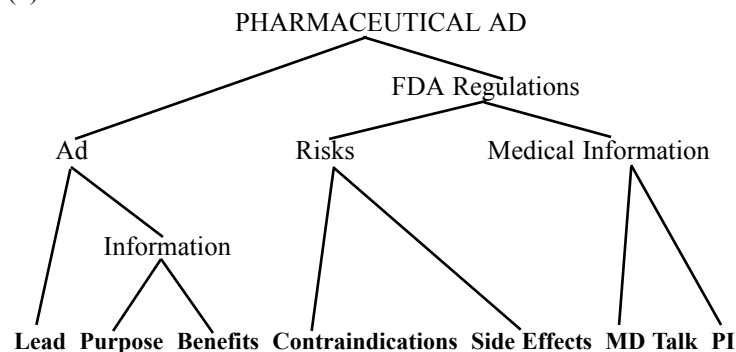 PHARMACEUTICAL AD
FDA Regulations
Ad Risks Medical Information
Information
Lead Purpose Benefits Contraindications Side Effects MD Talk PI